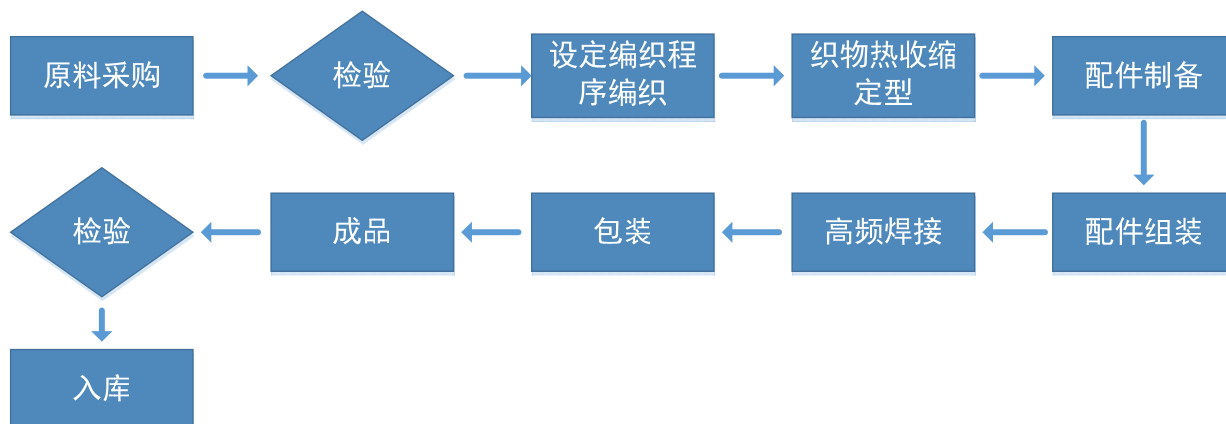 原料采购
检验
设定编织程
序编织
织物热收缩
定型
配件制备
配件组装
高频焊接
包装
成品
检验
入库